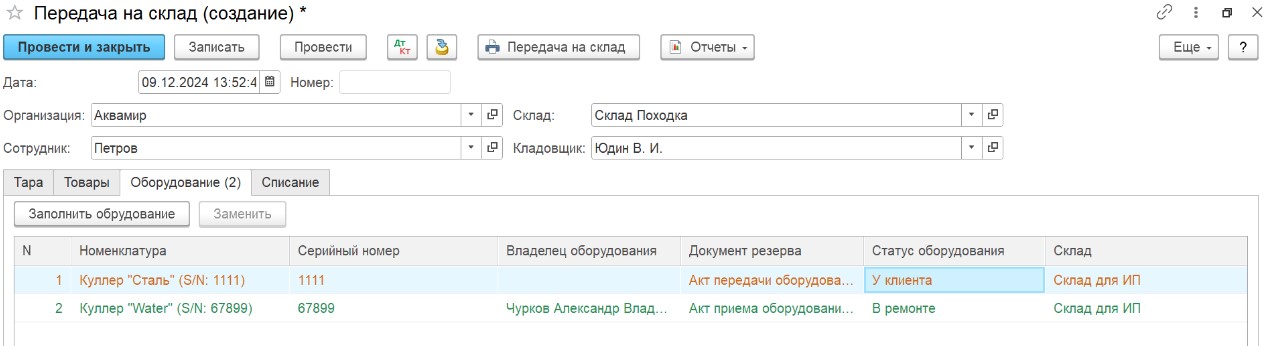 Передача на склад (создание) *
Провести и закрыть Записать Провести Дт Кт Передача на склад Отчеты Еще ?
Дата: 09.12.2024 13:52:4 Номер:
Организация: Аквамир Склад: Склад Походка
Сотрудник: Петров Кладовщик: Юдин В. И.
Тара Товары Оборудование (2) Списание
Заполнить обрудование Заменить
N Номенклатура Серийный номер Владелец оборудования Документ резерва Статус оборудования Склад
1 Куллер "Сталь" (S/N: 1111) 1111 Акт передачи оборудова... У клиента Склад для ИП
2 Куллер "Water" (S/N: 67899) 67899 Чурков Александр Влад... Акт приема оборудовани... В ремонте Склад для ИП